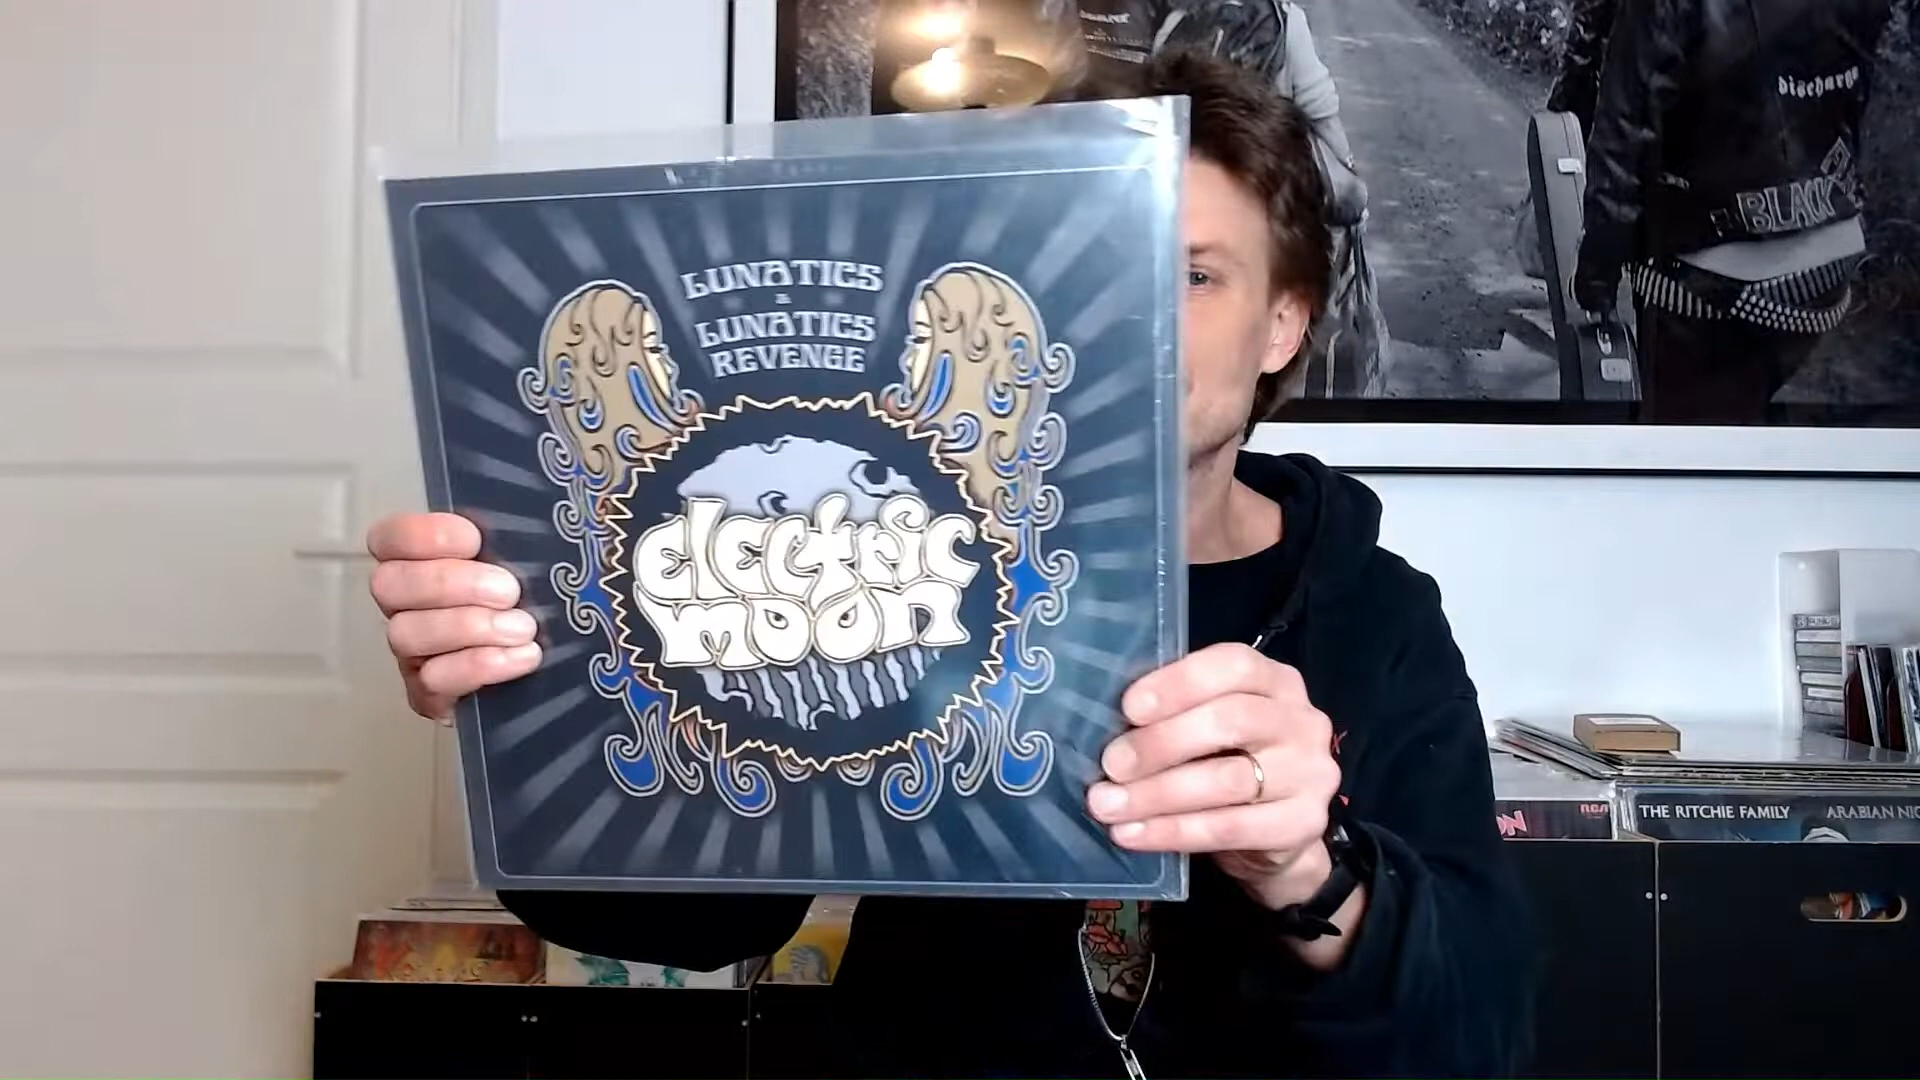 LUNATICS
&
LUNATICS
REVENGE
electric
moon
discharge
BLACK
RCA
THE RITCHIE FAMILY ARABIAN NIG